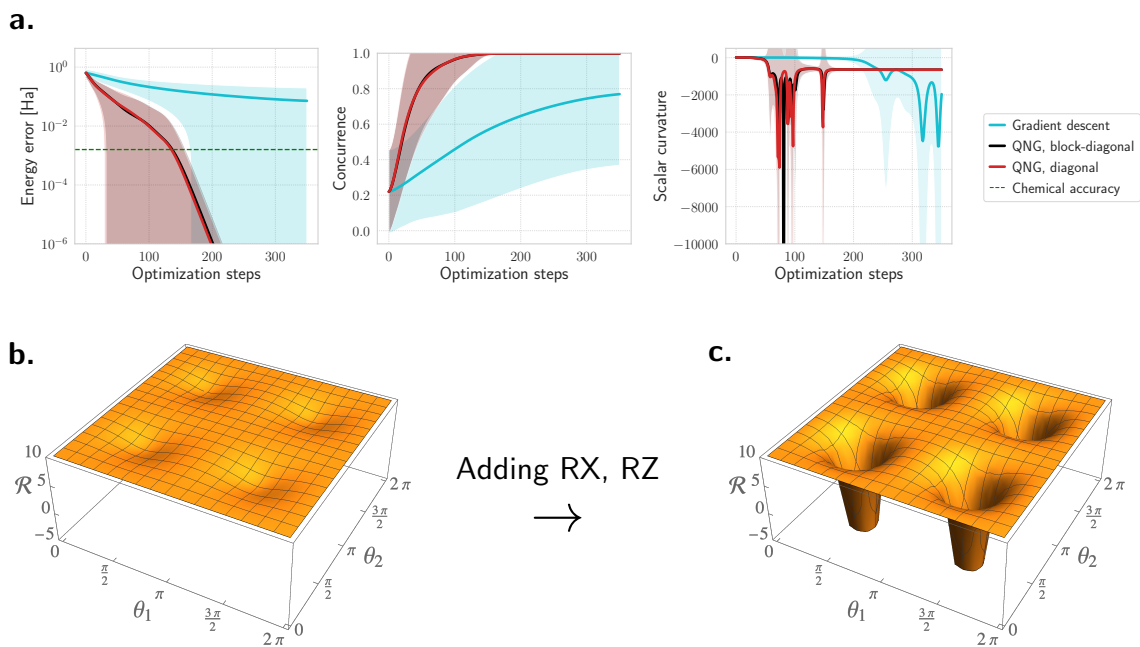 a.
Energy error [Ha]
10⁰
10⁻²
10⁻⁴
10⁻⁶
0
100
200
300
Optimization steps
Concurrence
1.0
0.8
0.6
0.4
0.2
0.0
0
100
200
300
Optimization steps
Scalar curvature
0
−2000
−4000
−6000
−8000
−10000
0
100
200
300
Optimization steps
Gradient descent
QNG, block-diagonal
QNG, diagonal
Chemical accuracy
b.
10
5
ℛ
0
−5
0
π/2
π
3π/2
2π
θ₁
0
π/2
π
3π/2
2π
θ₂
Adding RX, RZ
→
c.
10
5
ℛ
0
−5
0
π/2
π
3π/2
2π
θ₁
0
π/2
π
3π/2
2π
θ₂